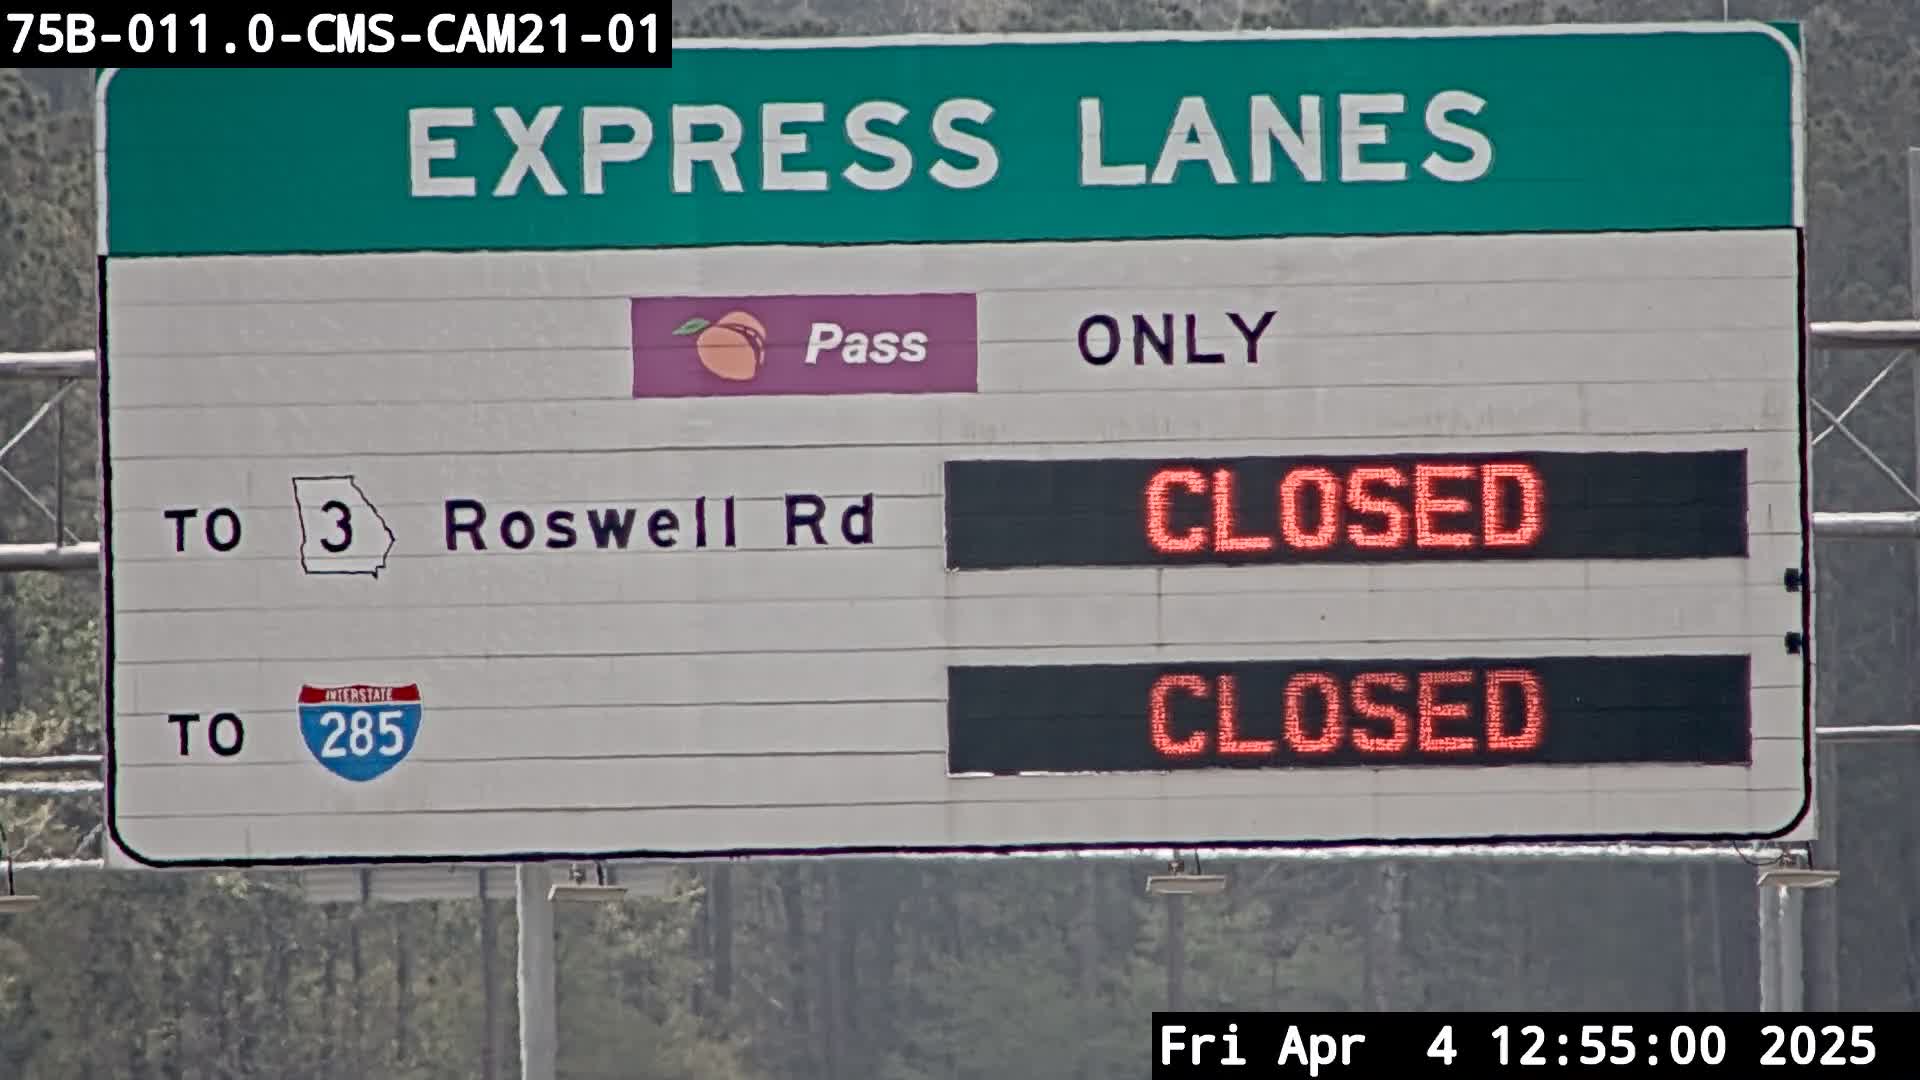 75B-011.0-CMS-CAM21-01
EXPRESS LANES
Pass ONLY
TO 3 Roswell Rd CLOSED
INTERSTATE
TO 285 CLOSED
Fri Apr 4 12:55:00 2025